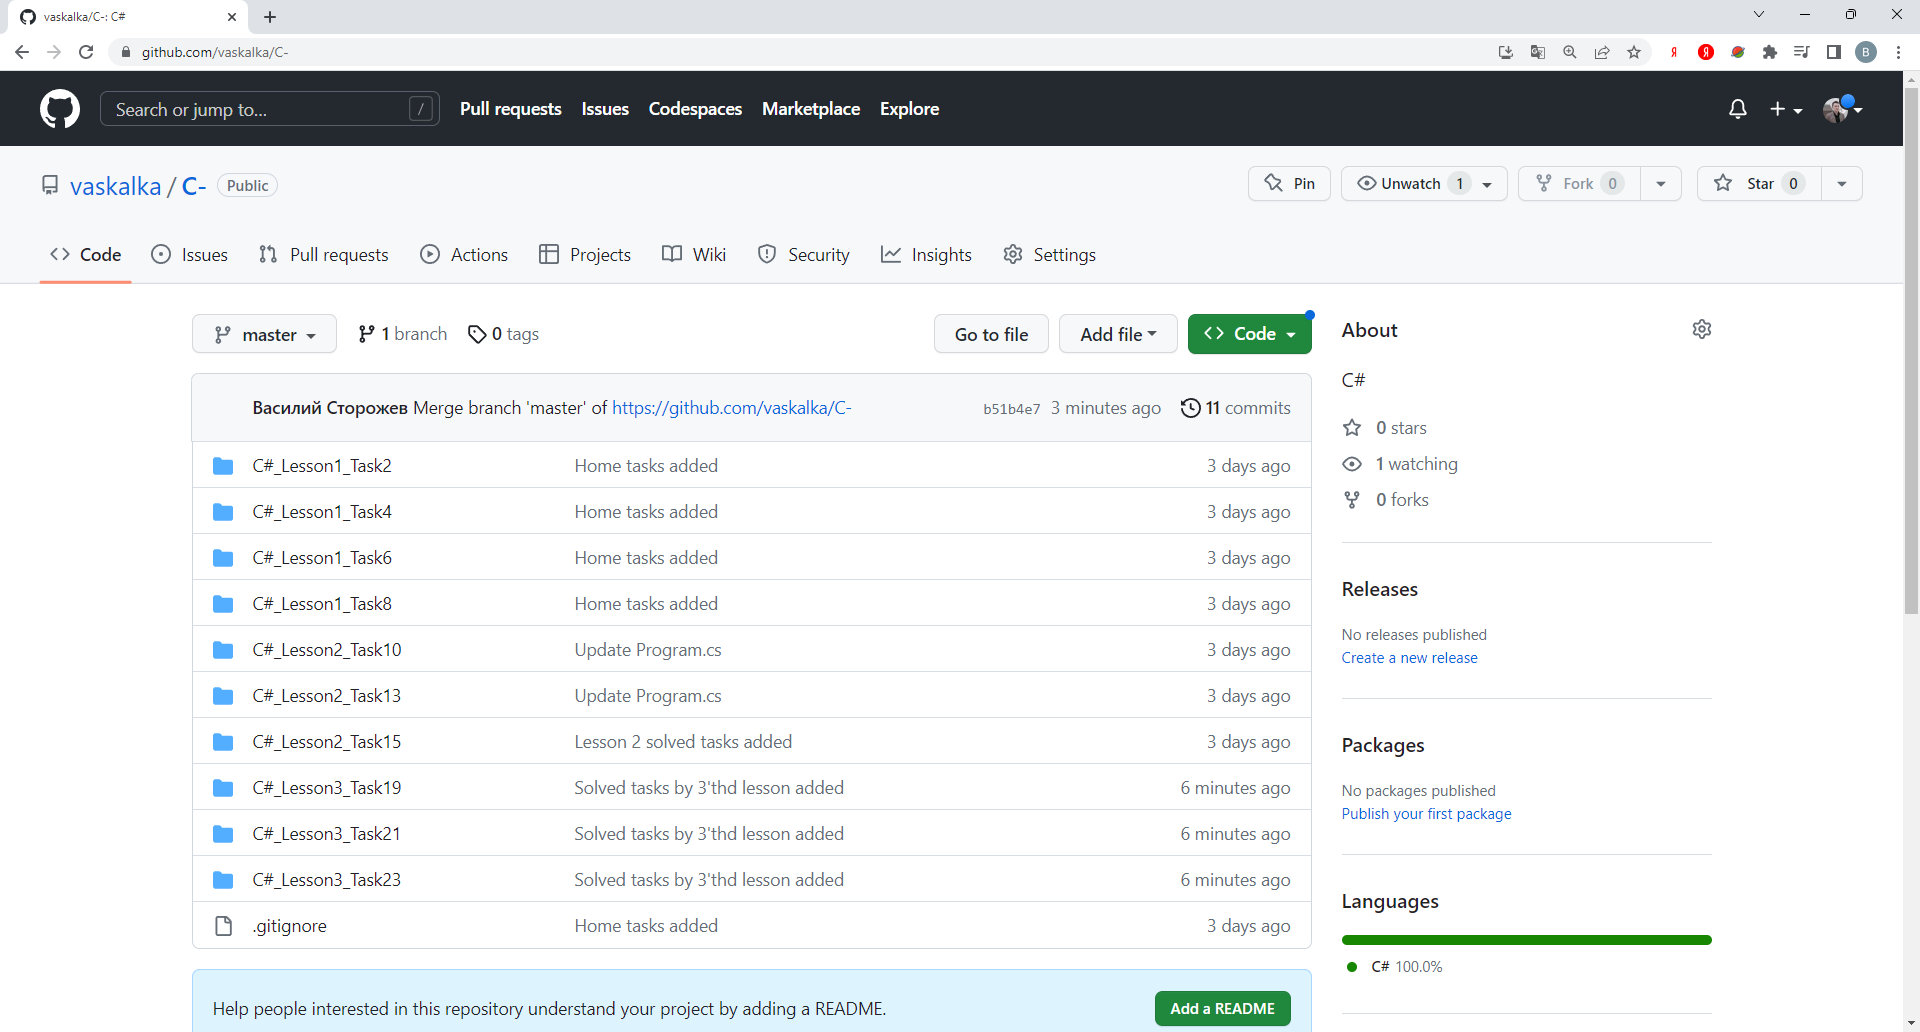 vaskalka/C-: C#
github.com/vaskalka/C-
Я Я B
Search or jump to... / Pull requests Issues Codespaces Marketplace Explore
vaskalka / C- Public Pin Unwatch 1 Fork 0 Star 0
Code Issues Pull requests Actions Projects Wiki Security Insights Settings
master 1 branch 0 tags Go to file Add file Code
Василий Сторожев Merge branch 'master' of https://github.com/vaskalka/C- b51b4e7 3 minutes ago 11 commits
C#_Lesson1_Task2 Home tasks added 3 days ago
C#_Lesson1_Task4 Home tasks added 3 days ago
C#_Lesson1_Task6 Home tasks added 3 days ago
C#_Lesson1_Task8 Home tasks added 3 days ago
C#_Lesson2_Task10 Update Program.cs 3 days ago
C#_Lesson2_Task13 Update Program.cs 3 days ago
C#_Lesson2_Task15 Lesson 2 solved tasks added 3 days ago
C#_Lesson3_Task19 Solved tasks by 3'thd lesson added 6 minutes ago
C#_Lesson3_Task21 Solved tasks by 3'thd lesson added 6 minutes ago
C#_Lesson3_Task23 Solved tasks by 3'thd lesson added 6 minutes ago
.gitignore Home tasks added 3 days ago
Help people interested in this repository understand your project by adding a README. Add a README
About
C#
0 stars
1 watching
0 forks
Releases
No releases published
Create a new release
Packages
No packages published
Publish your first package
Languages
C# 100.0%